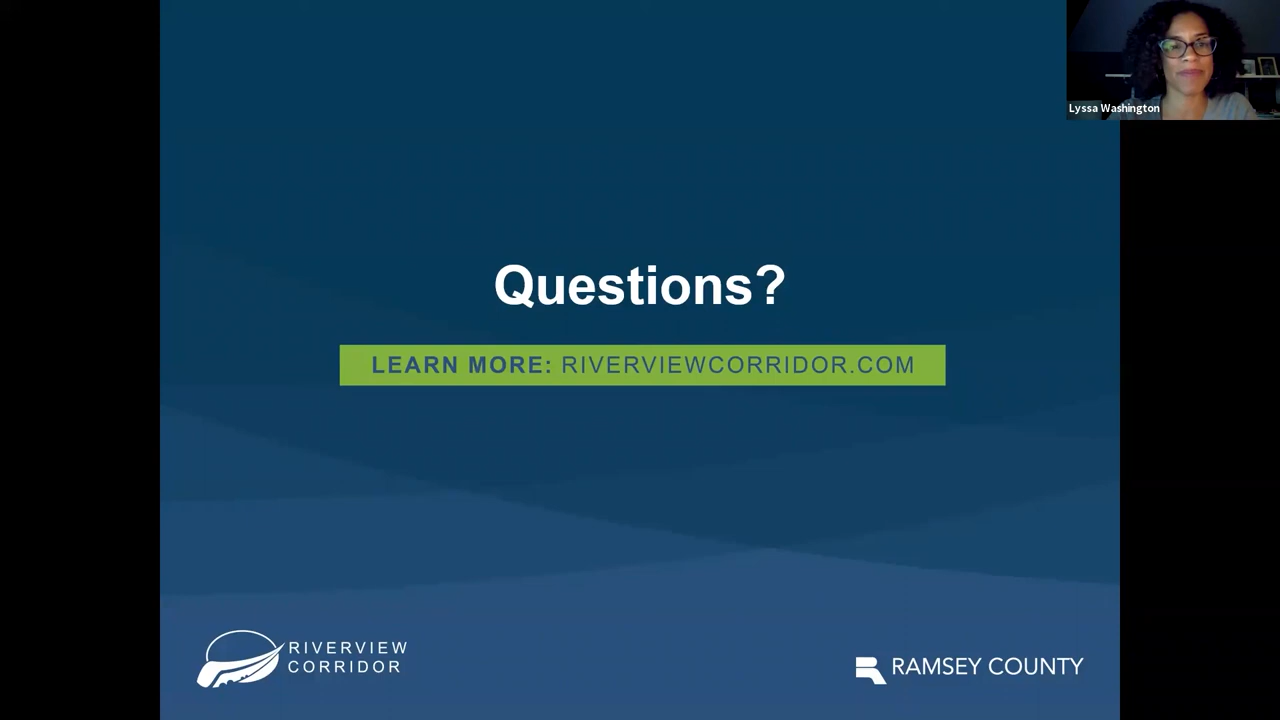 Lyssa Washington
Questions?
LEARN MORE: RIVERVIEWCORRIDOR.COM
RIVERVIEW
CORRIDOR
RAMSEY COUNTY